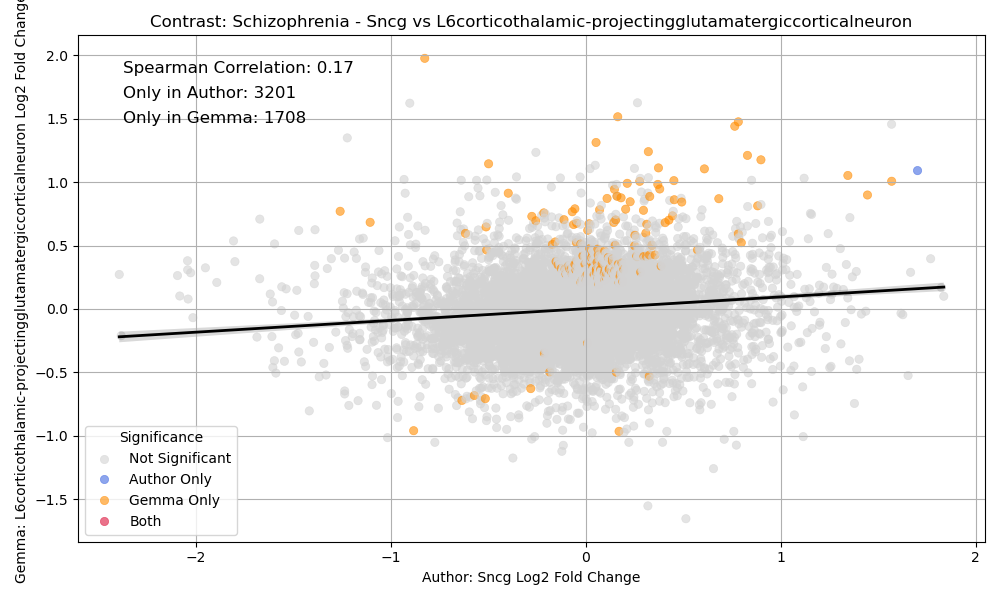 Contrast: Schizophrenia - Sncg vs L6corticothalamic-projectingglutamatergiccorticalneuron
Gemma: L6corticothalamic-projectingglutamatergiccorticalneuron Log2 Fold Change
2.0
1.5
1.0
0.5
0.0
−0.5
−1.0
−1.5
Spearman Correlation: 0.17
Only in Author: 3201
Only in Gemma: 1708
Significance
Not Significant
Author Only
Gemma Only
Both
−2
−1
0
1
2
Author: Sncg Log2 Fold Change